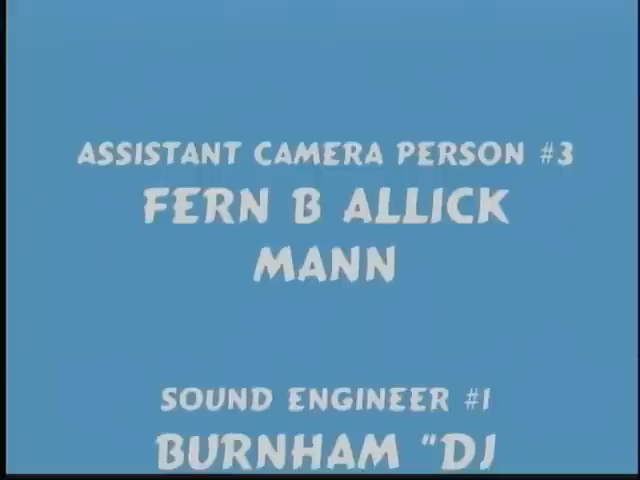 ASSISTANT CAMERA PERSON #3
FERN B ALLICK
MANN
SOUND ENGINEER #1
BURNHAM "DJ